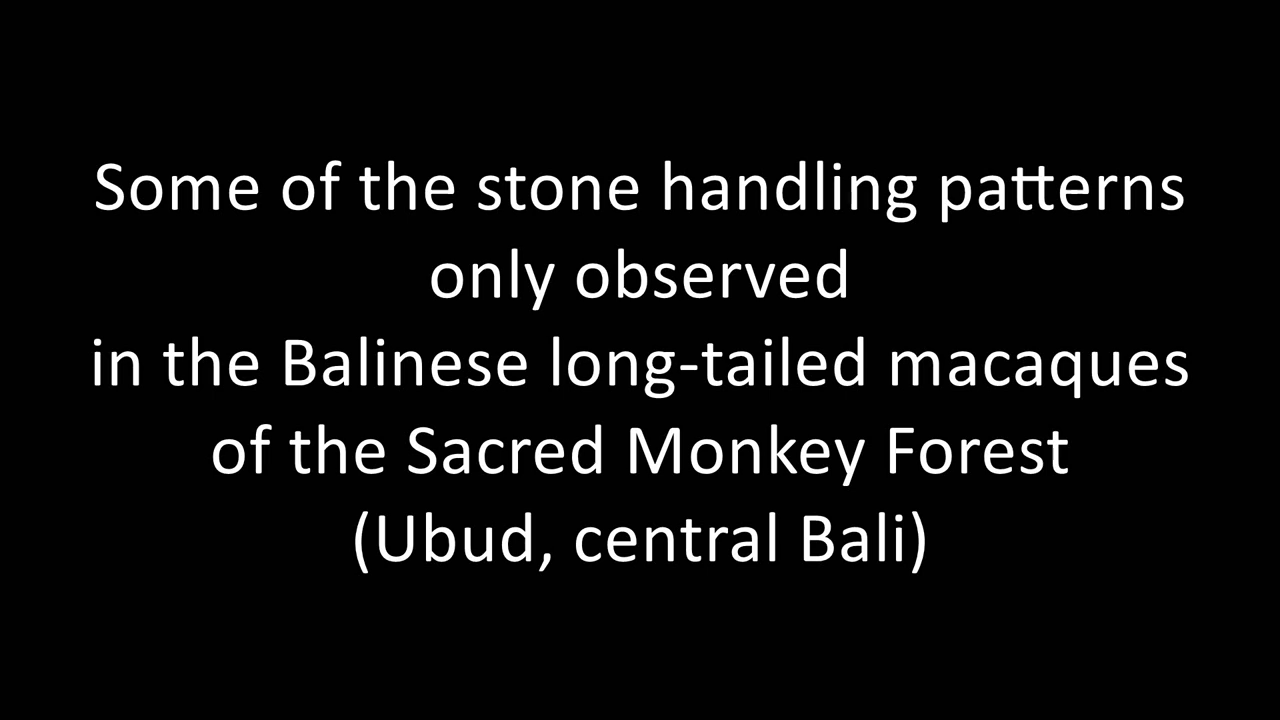 Some of the stone handling patterns
only observed
in the Balinese long-tailed macaques
of the Sacred Monkey Forest
(Ubud, central Bali)